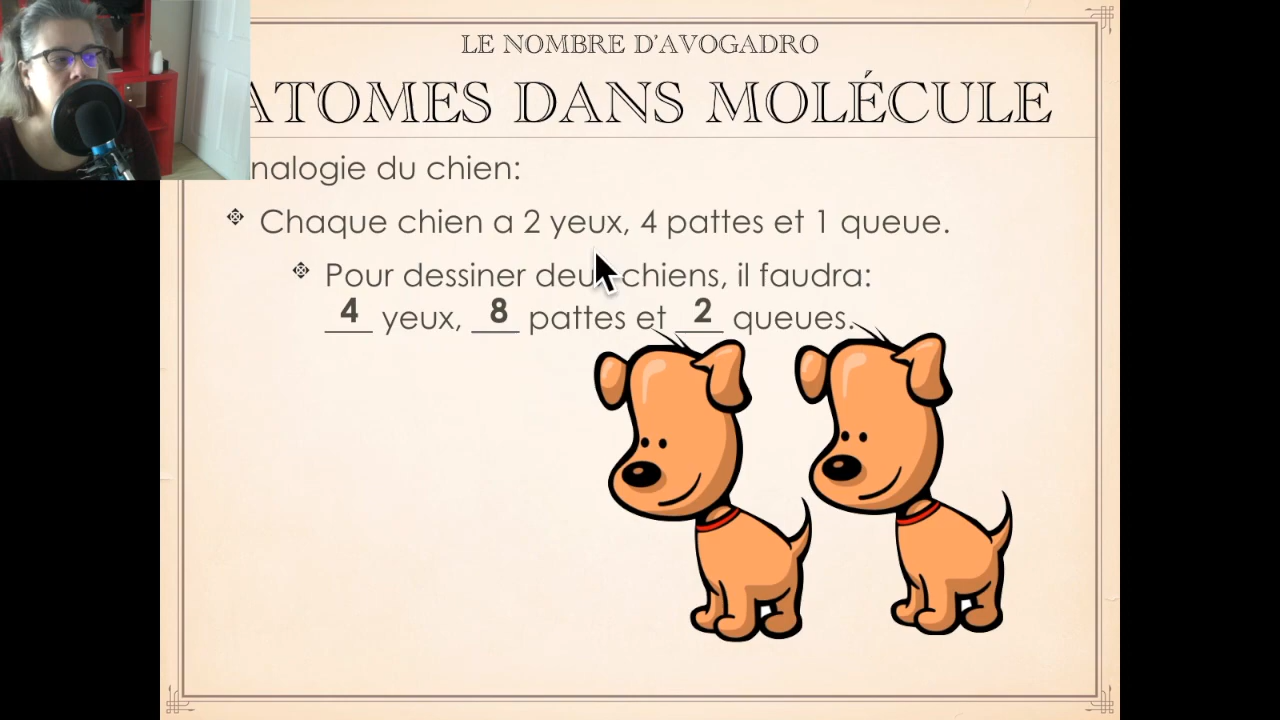 LE NOMBRE D'AVOGADRO
ATOMES DANS MOLÉCULE
nalogie du chien:
Chaque chien a 2 yeux, 4 pattes et 1 queue.
Pour dessiner deux chiens, il faudra:
4 yeux, 8 pattes et 2 queues.